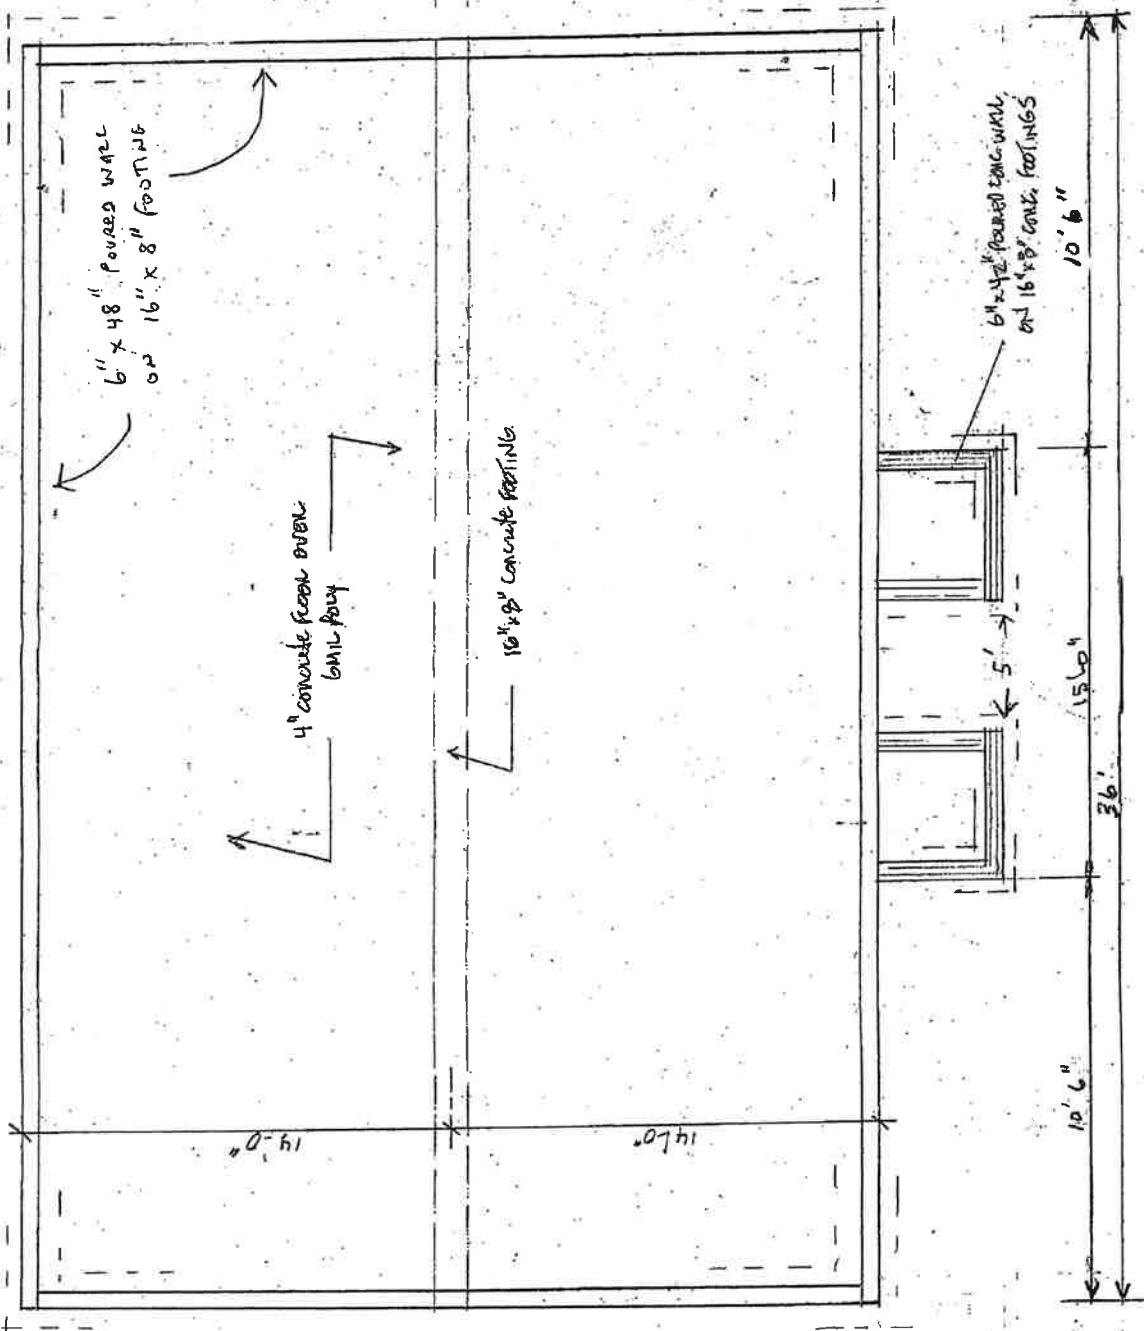 6" x 48" POURED WALL
ON 16" x 8" FOOTING
4" CONCRETE FLOOR OVER
6MIL POLY
16" x 8" CONCRETE FOOTING
6" x 42" POURED CONC. WALL
ON 16" x 8" CONC. FOOTINGS
14'-0"
14'-0"
5'
10' 6"
15'-0"
10' 6"
36'